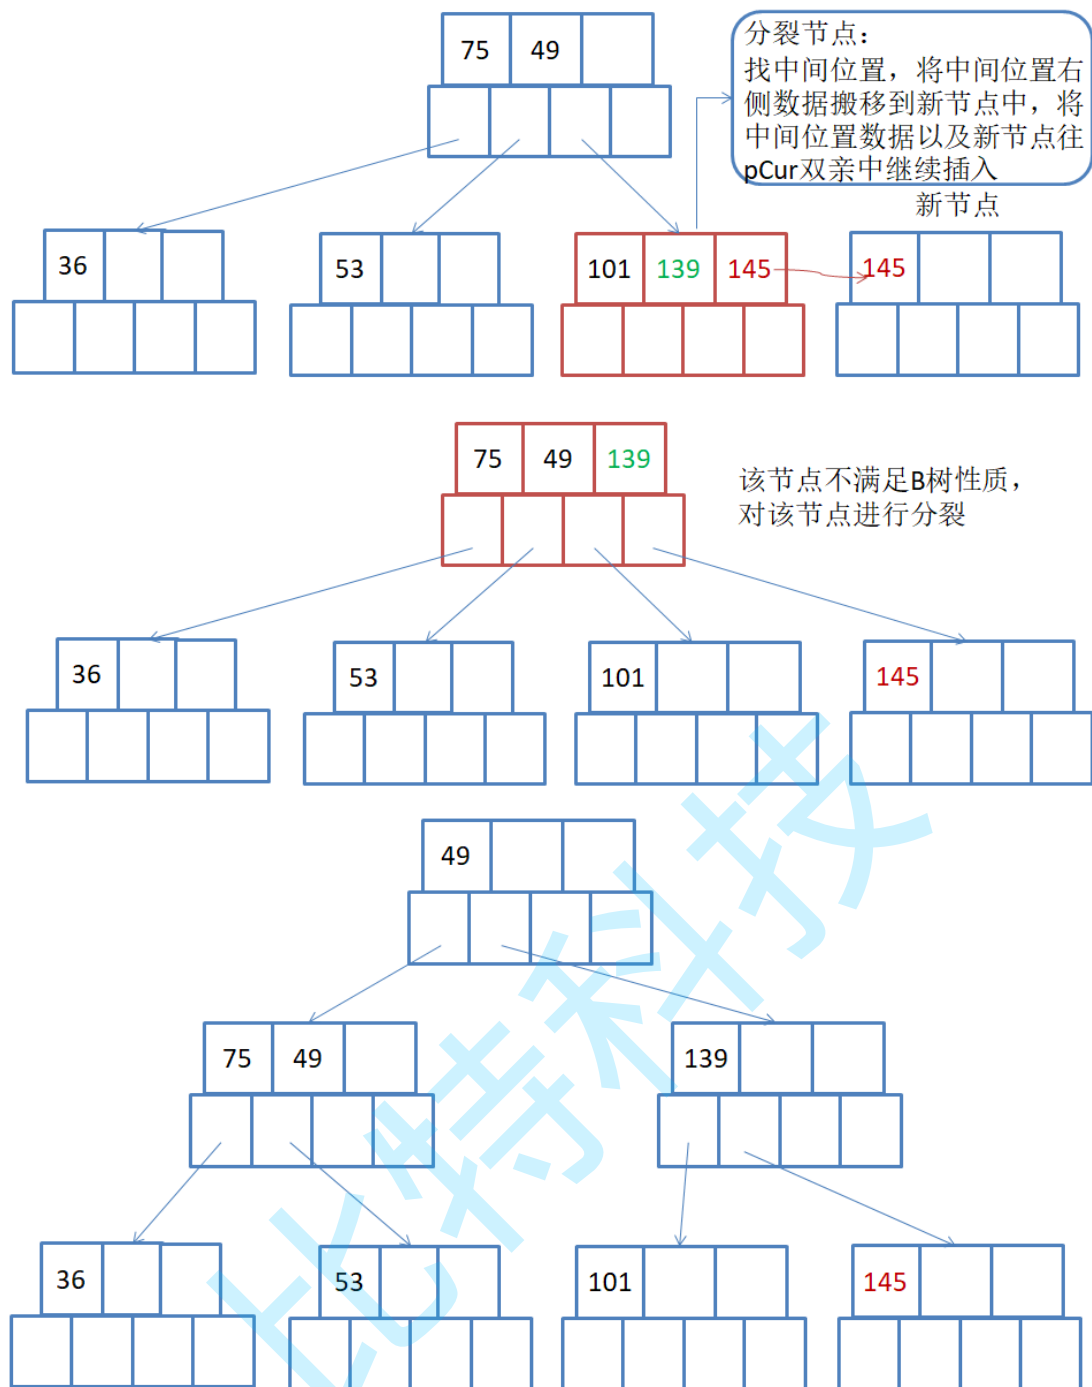 75 49
分裂节点：
找中间位置，将中间位置右
侧数据搬移到新节点中，将
中间位置数据以及新节点往
pCur双亲中继续插入
新节点
36
53
101 139 145
145
75 49 139
该节点不满足B树性质，
对该节点进行分裂
36
53
101
145
49
75 49
139
36
53
101
145
比特科技